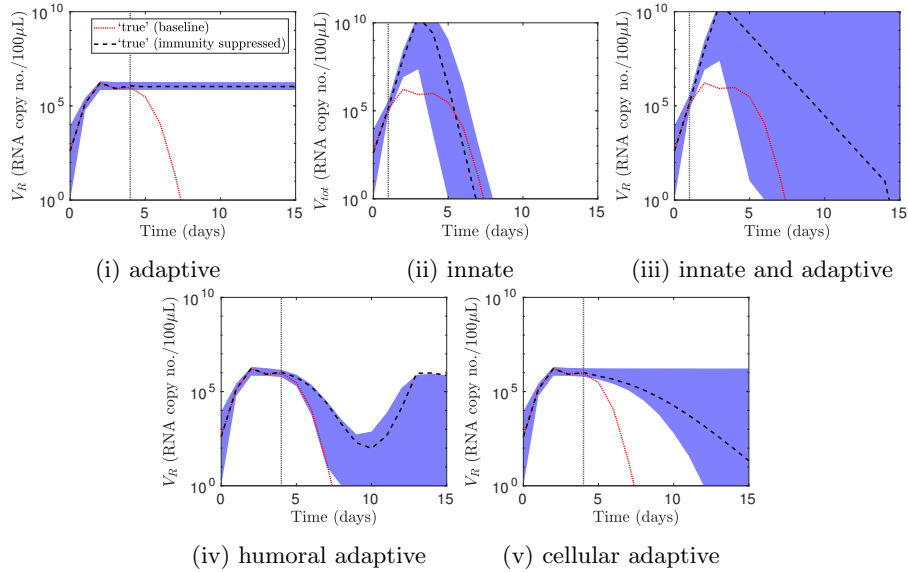 'true' (baseline)
'true' (immunity suppressed)
V_R (RNA copy no./100μL)
10^10
10^5
10^0
0 5 10 15
Time (days)
(i) adaptive
V_tot (RNA copy no./100μL)
10^10
10^5
10^0
0 5 10 15
Time (days)
(ii) innate
V_R (RNA copy no./100μL)
10^10
10^5
10^0
0 5 10 15
Time (days)
(iii) innate and adaptive
V_R (RNA copy no./100μL)
10^10
10^5
10^0
0 5 10 15
Time (days)
(iv) humoral adaptive
V_R (RNA copy no./100μL)
10^10
10^5
10^0
0 5 10 15
Time (days)
(v) cellular adaptive